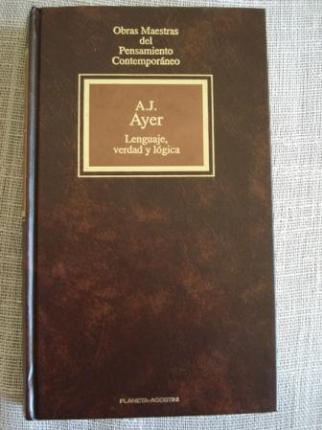 Obras Maestras
del
Pensamiento
Contemporáneo
A.J.
Ayer
Lenguaje,
verdad y lógica
PLANETA-AGOSTINI